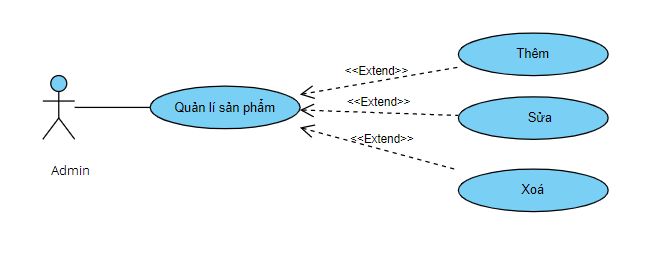 Thêm
<<Extend>>
<<Extend>>
Quản lí sản phẩm
Sửa
<<Extend>>
Admin
Xoá